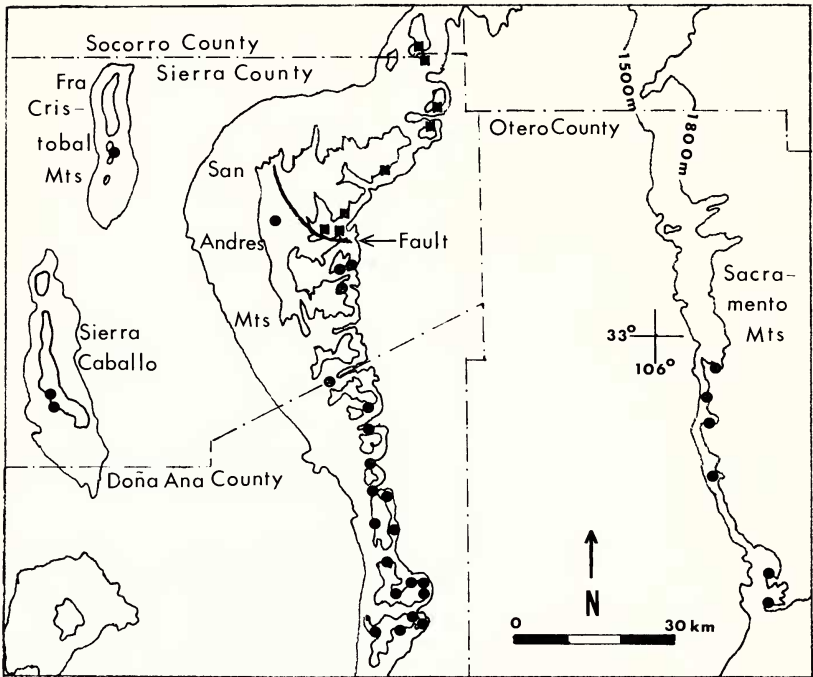 Socorro County
Sierra County
Fra
Cris-
tobal
Mts
San
Andres
Mts
Fault
Otero County
1500m
1800m
Sierra
Caballo
Sacra-
mento
Mts
33°
106°
Doña Ana County
N
0 30 km